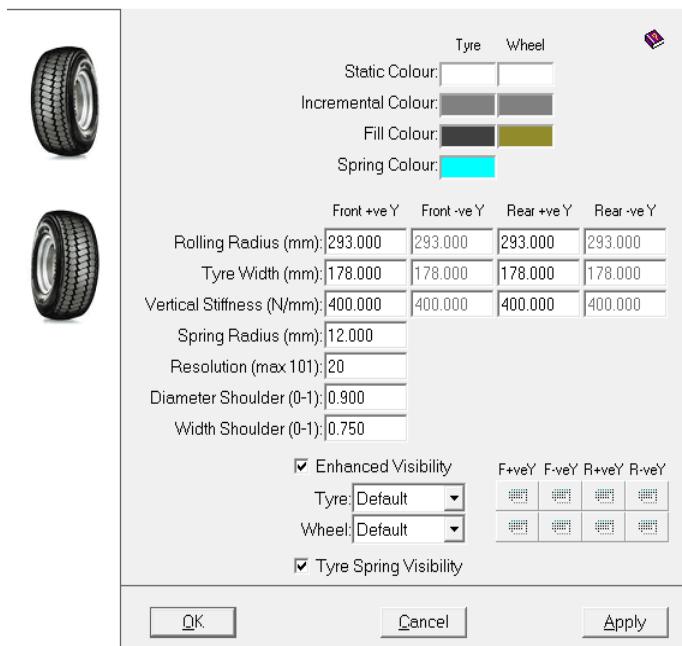 Tyre Wheel
Static Colour:
Incremental Colour:
Fill Colour:
Spring Colour:
Front +ve Y Front -ve Y Rear +ve Y Rear -ve Y
Rolling Radius (mm): 293.000 293.000 293.000 293.000
Tyre Width (mm): 178.000 178.000 178.000 178.000
Vertical Stiffness (N/mm): 400.000 400.000 400.000 400.000
Spring Radius (mm): 12.000
Resolution (max 101): 20
Diameter Shoulder (0-1): 0.900
Width Shoulder (0-1): 0.750
Enhanced Visibility F+veY F-veY R+veY R-veY
Tyre: Default
Wheel: Default
Tyre Spring Visibility
OK Cancel Apply